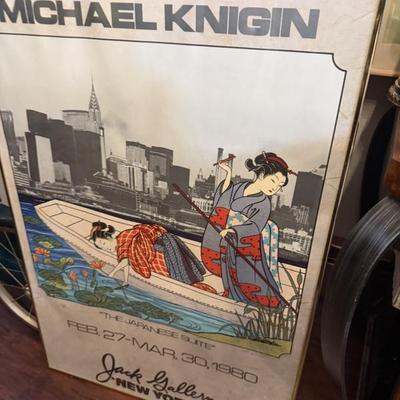 MICHAEL KNIGIN
"THE JAPANESE SUITE"
FEB. 27-MAR. 30, 1980
Jack Gallery
NEW YORK